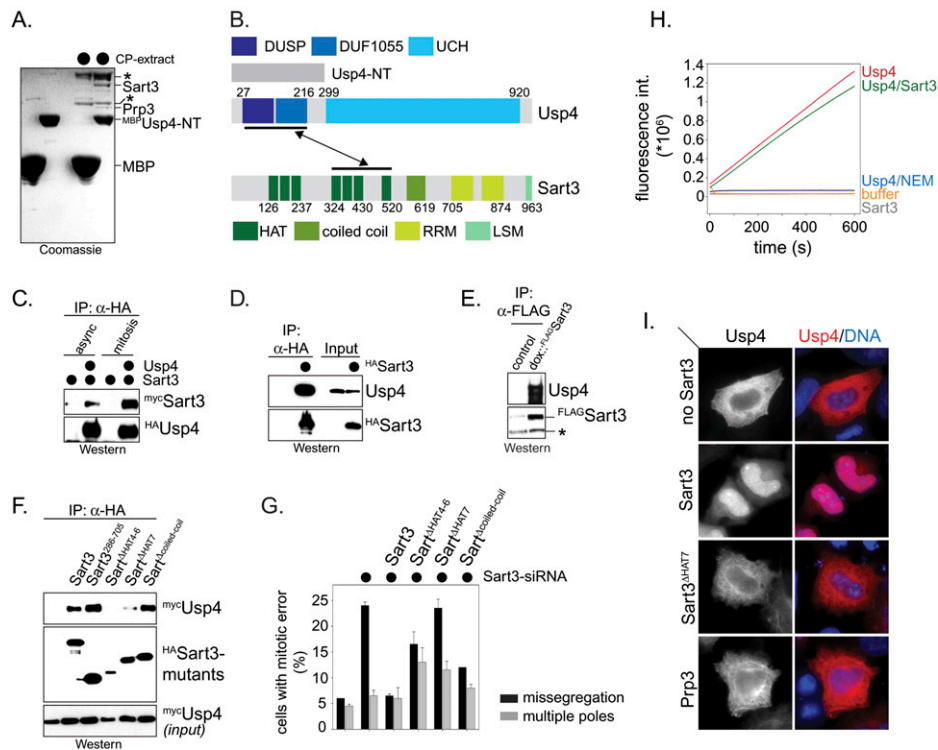 A.
CP-extract
*
Sart3
*
Prp3
MBPUsp4-NT
MBP
Coomassie
B.
DUSP DUF1055 UCH
Usp4-NT
27 216 299 920
Usp4
Sart3
126 237 324 430 520 619 705 874 963
HAT coiled coil RRM LSM
C.
IP: α-HA
async mitosis
Usp4
Sart3
mycSart3
HAUsp4
Western
D.
IP:
α-HA Input
HASart3
Usp4
HASart3
Western
E.
IP:
α-FLAG
control
dox::FLAGSart3
Usp4
FLAGSart3
*
Western
F.
IP: α-HA
Sart3
Sart3286-705
SartΔHAT4-6
SartΔHAT7
SartΔcoiled-coil
mycUsp4
HASart3-
mutants
mycUsp4
(input)
Western
G.
Sart3
SartΔHAT4-6
SartΔHAT7
SartΔcoiled-coil
Sart3-siRNA
cells with mitotic error
(%)
25
20
15
10
5
0
missegregation
multiple poles
H.
fluorescence int.
(*10⁶)
1.4
1.2
1.0
0.8
0.6
0.4
0.2
0
Usp4
Usp4/Sart3
Usp4/NEM
buffer
Sart3
0 200 400 600
time (s)
I.
Usp4 Usp4/DNA
no Sart3
Sart3
Sart3ΔHAT7
Prp3